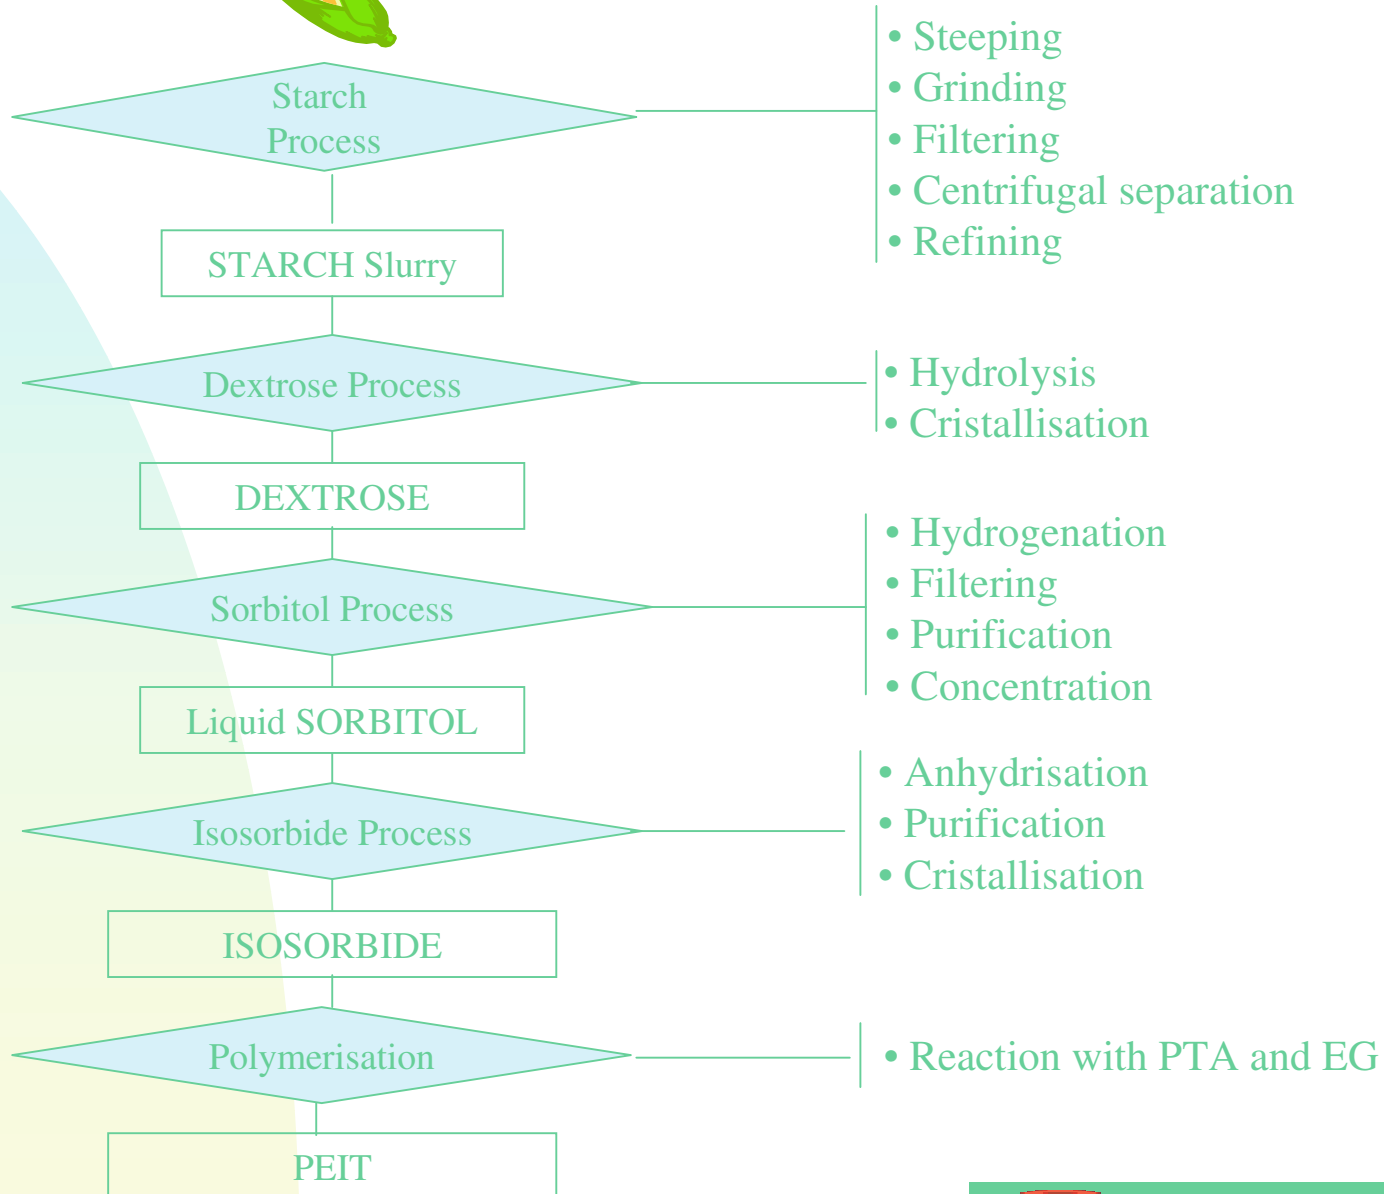 Starch
Process
• Steeping
• Grinding
• Filtering
• Centrifugal separation
• Refining
STARCH Slurry
Dextrose Process
• Hydrolysis
• Cristallisation
DEXTROSE
Sorbitol Process
• Hydrogenation
• Filtering
• Purification
• Concentration
Liquid SORBITOL
Isosorbide Process
• Anhydrisation
• Purification
• Cristallisation
ISOSORBIDE
Polymerisation
• Reaction with PTA and EG
PEIT